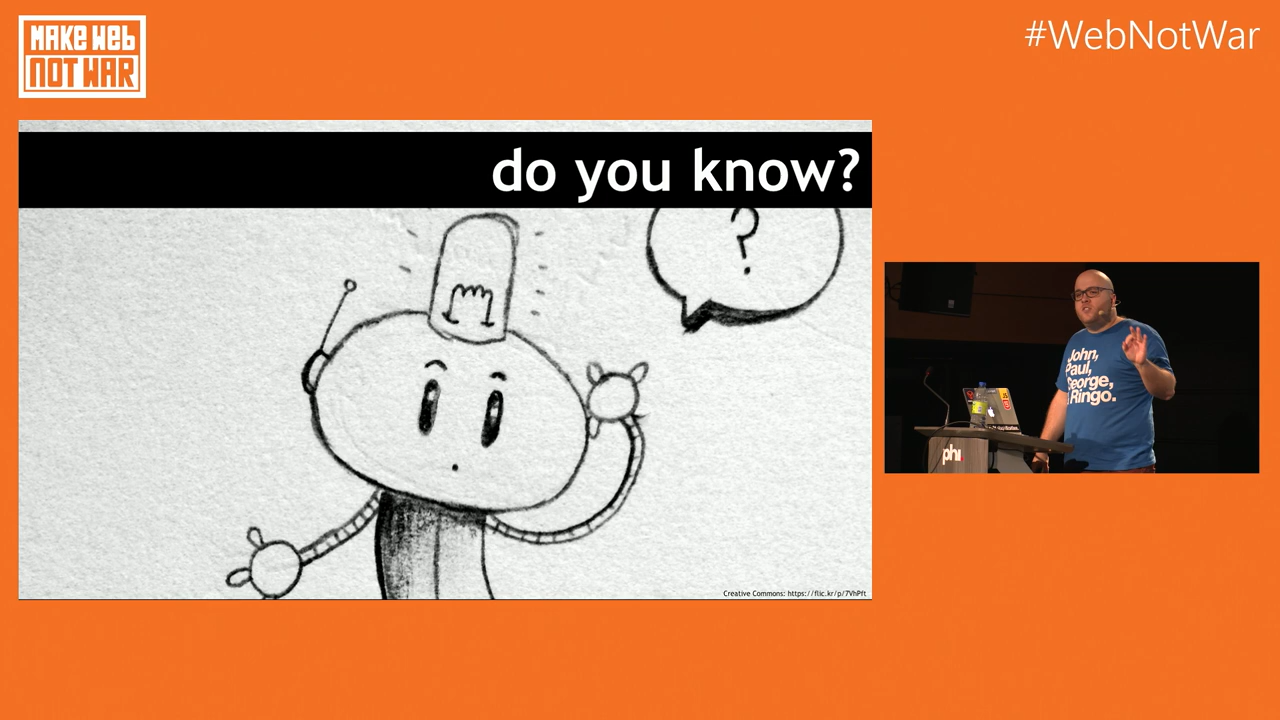 MAKE WEB
NOT WAR
#WebNotWar
do you know?
?
Creative Commons: https://flic.kr/p/7VhPft
John,
Paul,
George,
Ringo.
phi